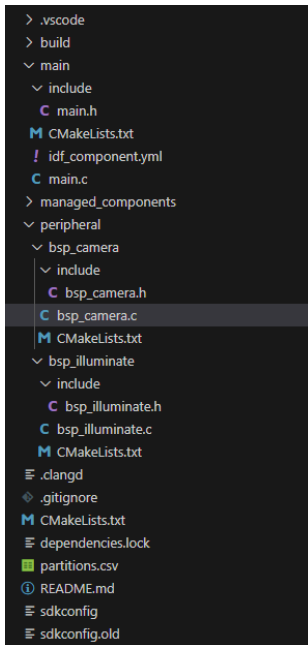 .vscode
build
main
include
C main.h
M CMakeLists.txt
! idf_component.yml
C main.c
managed_components
peripheral
bsp_camera
include
C bsp_camera.h
C bsp_camera.c
M CMakeLists.txt
bsp_illuminate
include
C bsp_illuminate.h
C bsp_illuminate.c
M CMakeLists.txt
.clangd
.gitignore
M CMakeLists.txt
dependencies.lock
partitions.csv
README.md
sdkconfig
sdkconfig.old